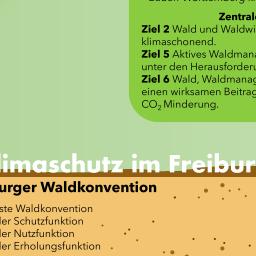 Zentrale
Ziel 2 Wald und Waldwi
klimaschonend.
Ziel 5 Aktives Waldmana
unter den Herausforderu
Ziel 6 Wald, Waldmanag
einen wirksamen Beitrag
CO2 Minderung.
limaschutz im Freibur
urger Waldkonvention
ste Waldkonvention
ler Schutzfunktion
ler Nutzfunktion
ler Erholungsfunktion